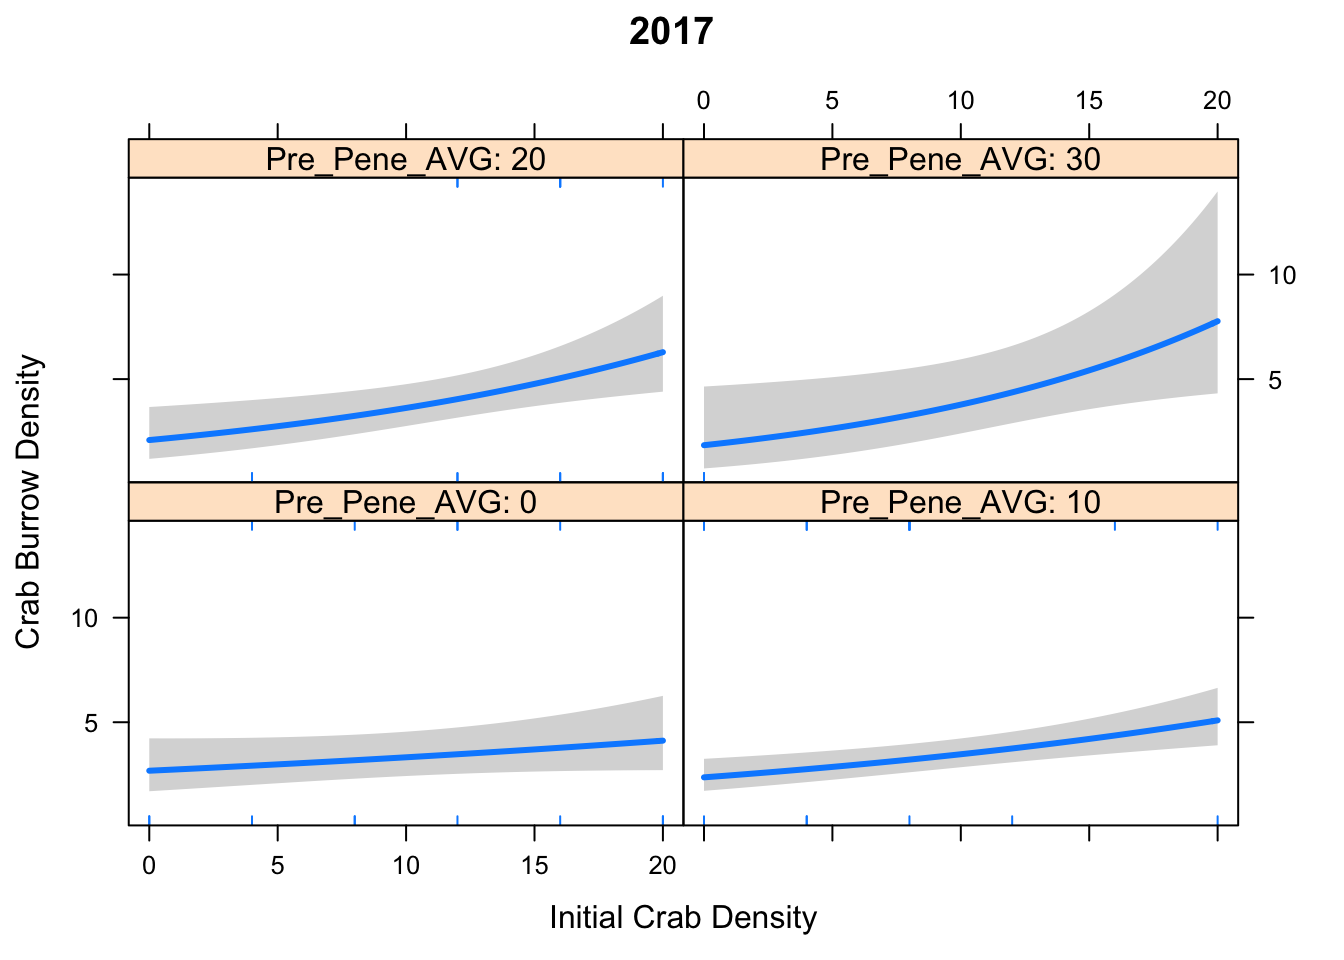 2017
0 5 10 15 20
Pre_Pene_AVG: 20
Pre_Pene_AVG: 30
10
5
Pre_Pene_AVG: 0
Pre_Pene_AVG: 10
Crab Burrow Density
10
5
0 5 10 15 20
Initial Crab Density